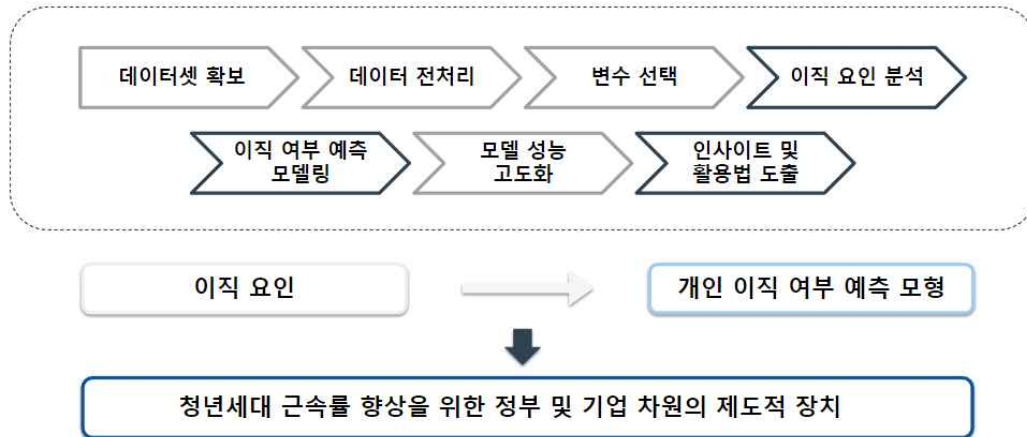 데이터셋 확보
데이터 전처리
변수 선택
이직 요인 분석
이직 여부 예측
모델링
모델 성능
고도화
인사이트 및
활용법 도출
이직 요인
개인 이직 여부 예측 모형
청년세대 근속률 향상을 위한 정부 및 기업 차원의 제도적 장치